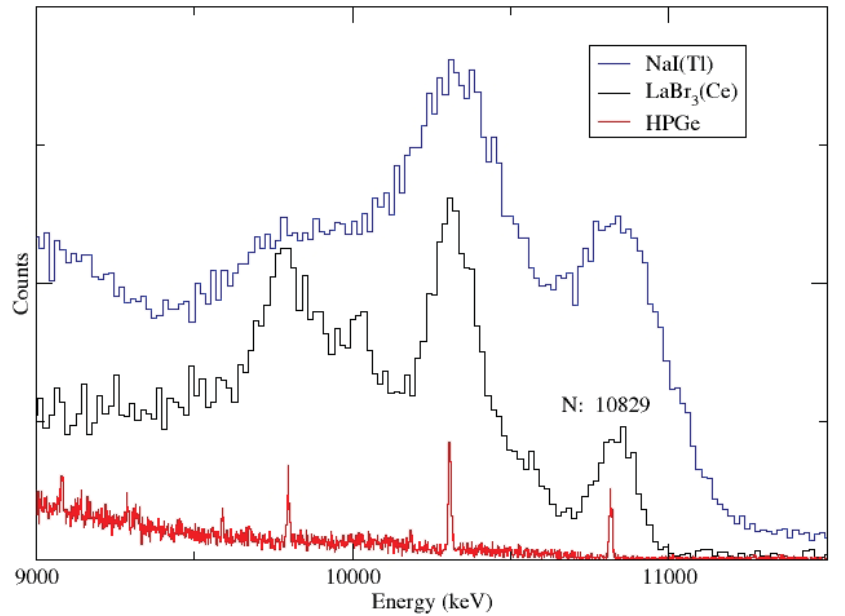 NaI(Tl)
LaBr₃(Ce)
HPGe
N: 10829
Counts
9000 10000 11000
Energy (keV)